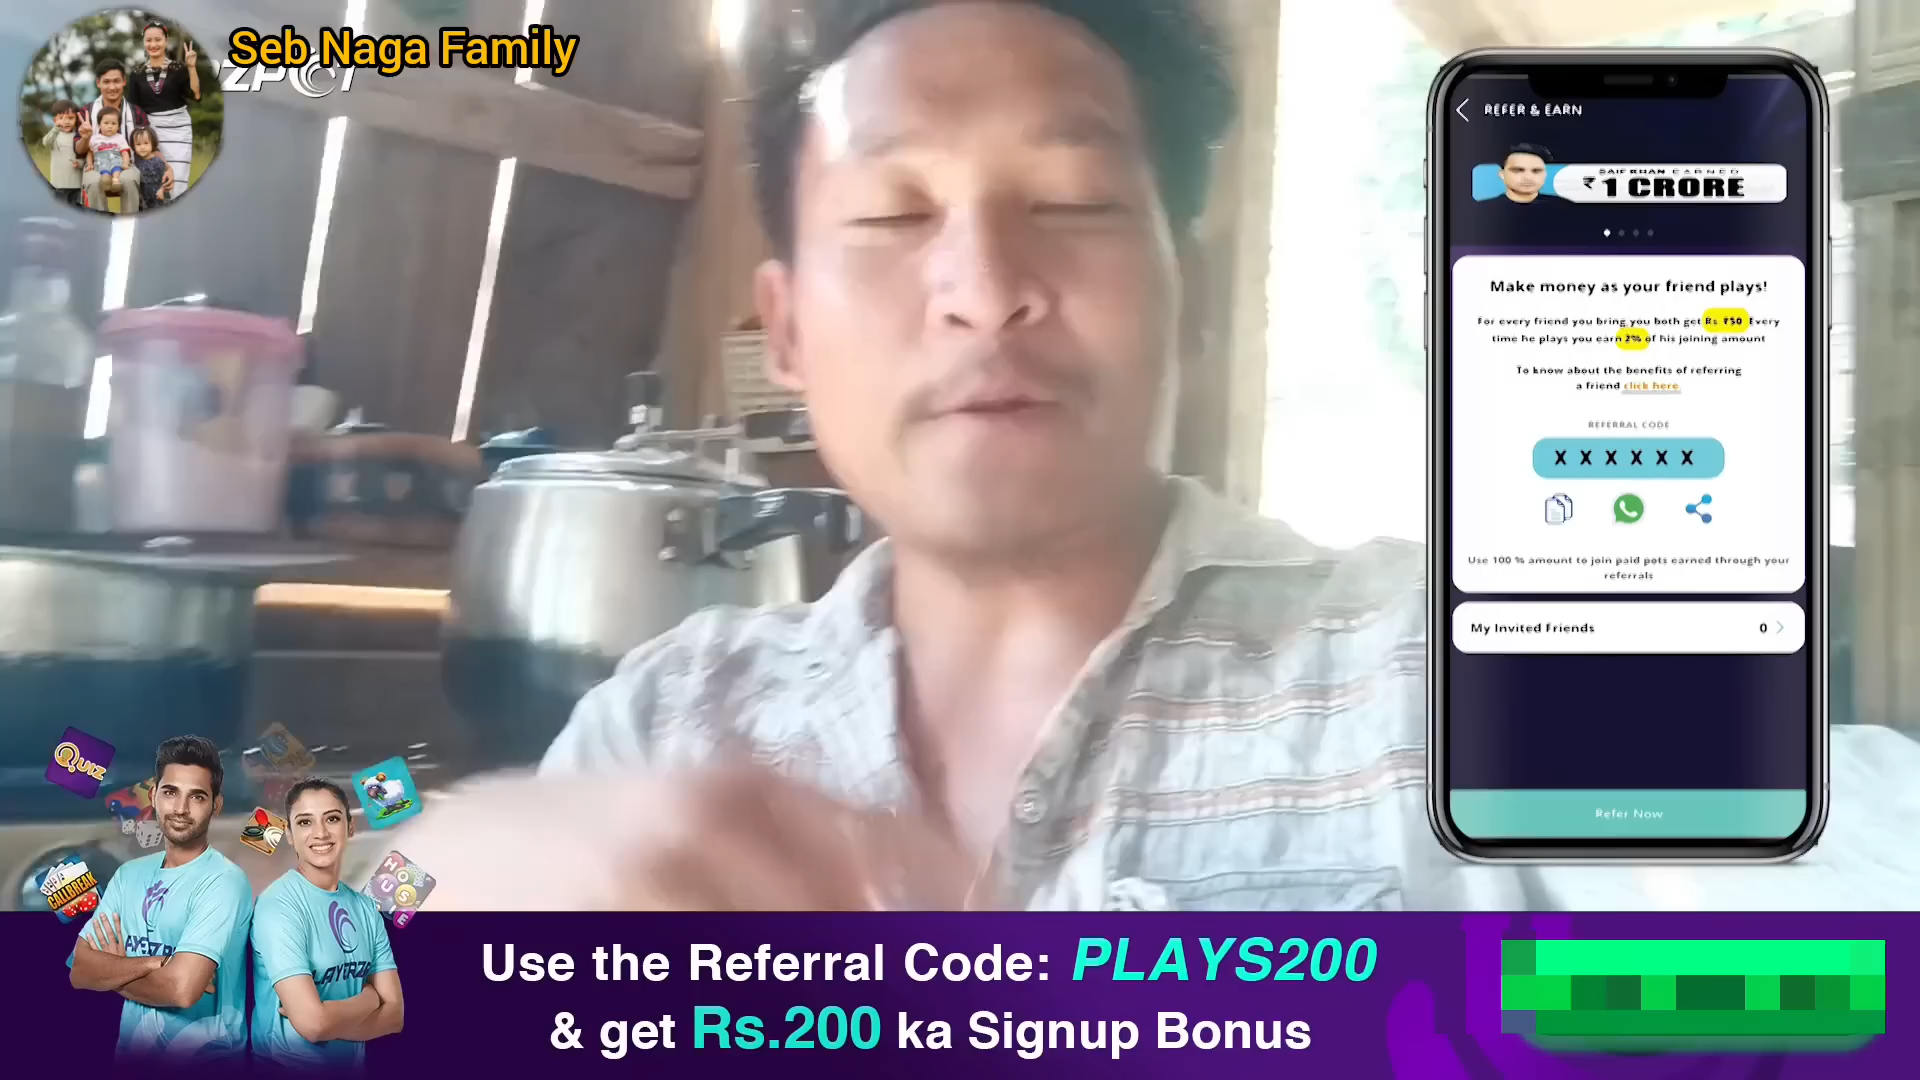 Seb Naga Family
REFER & EARN
SAIF KHAN EARNED
₹ 1 CRORE
Make money as your friend plays!
For every friend you bring you both get Rs ₹50 Every
time he plays you earn 2% of his joining amount
To know about the benefits of referring
a friend click here
REFERRAL CODE
X X X X X X
Use 100 % amount to join paid pots earned through your
referrals
My Invited Friends 0
Refer Now
QUIZ
CALLBREAK
HOUSIE
Use the Referral Code: PLAYS200
& get Rs.200 ka Signup Bonus